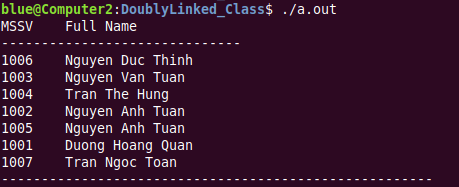 blue@Computer2:DoublyLinked_Class$ ./a.out
MSSV    Full Name
------------------------------
1006    Nguyen Duc Thinh
1003    Nguyen Van Tuan
1004    Tran The Hung
1002    Nguyen Anh Tuan
1005    Nguyen Anh Tuan
1001    Duong Hoang Quan
1007    Tran Ngoc Toan
------------------------------------------------------